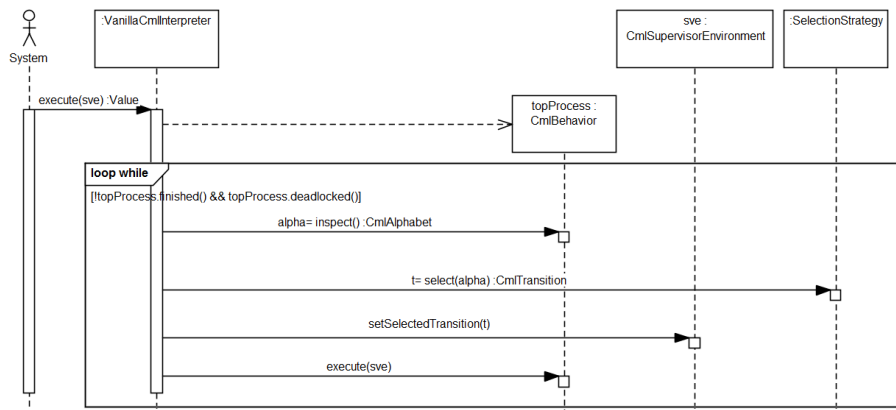 System
:VanillaCmlInterpreter
sve :
CmlSupervisorEnvironment
:SelectionStrategy
execute(sve) :Value
topProcess :
CmlBehavior
loop while
[!topProcess.finished() && topProcess.deadlocked()]
alpha= inspect() :CmlAlphabet
t= select(alpha) :CmlTransition
setSelectedTransition(t)
execute(sve)